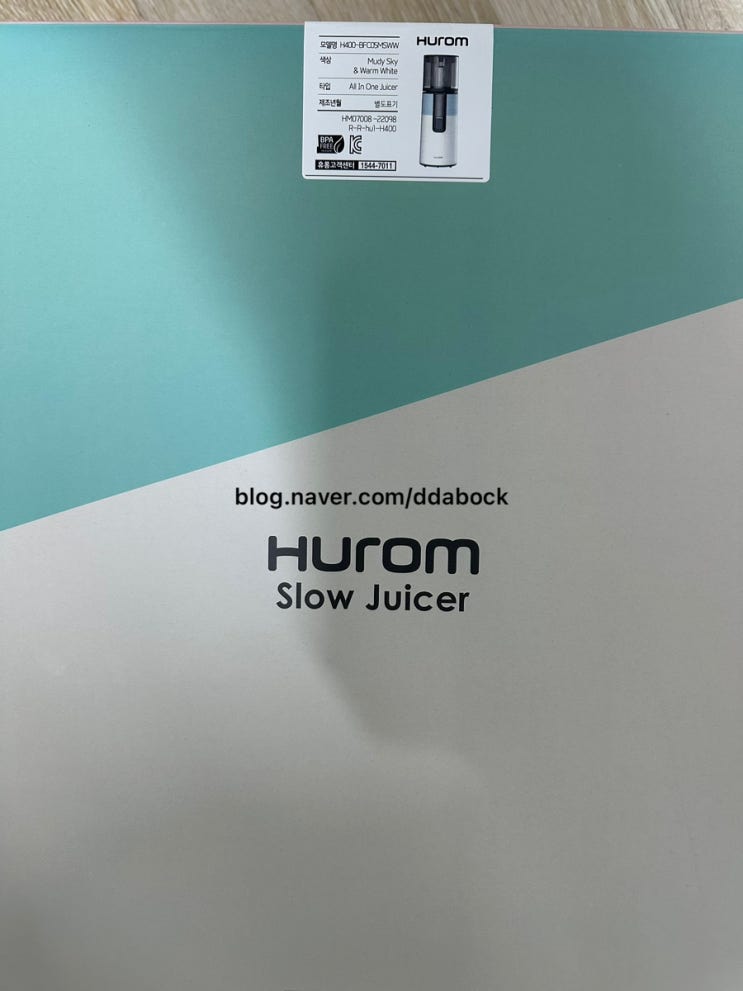 모델명 H400-BFC05MSWW
HUROM
색상 Mudy Sky
& Warm White
타입 All In One Juicer
제조년월 별도표기
HM07008-22098
R-R-hu1-H400
BPA
FREE
휴롬고객센터 1544-7011
blog.naver.com/ddabock
HUROM
Slow Juicer